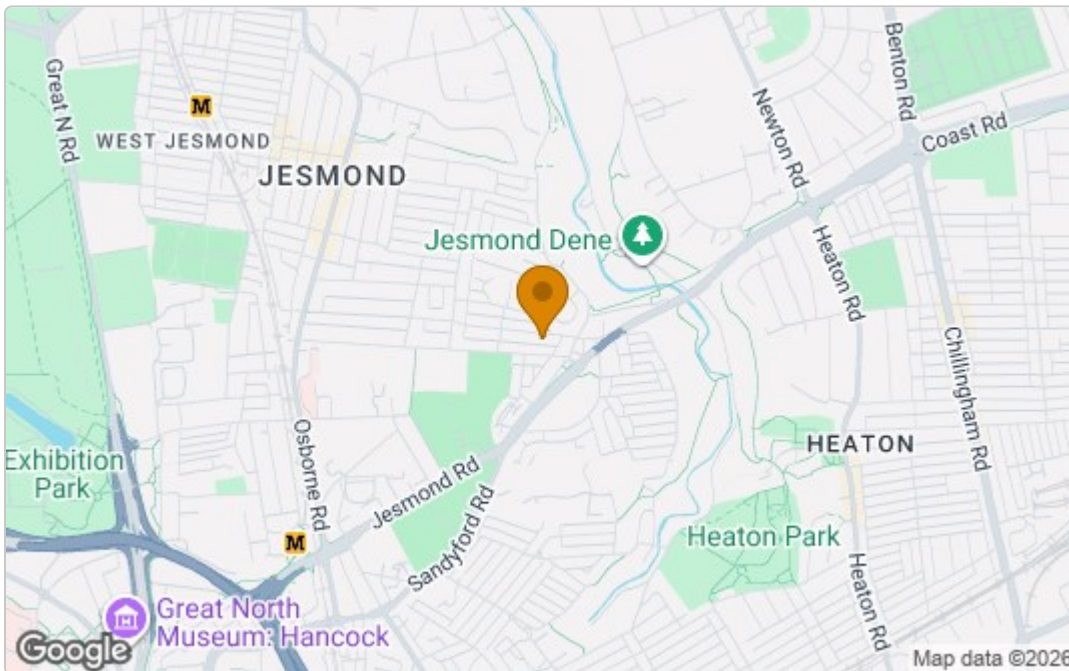 Great N Rd
M
WEST JESMOND
JESMOND
Jesmond Dene
Newton Rd
Benton Rd
Coast Rd
Heaton Rd
Chillingham Rd
HEATON
Exhibition
Park
Osborne Rd
Jesmond Rd
Sandyford Rd
Heaton Park
Heaton Rd
M
Great North
Museum: Hancock
Google
Map data ©2026